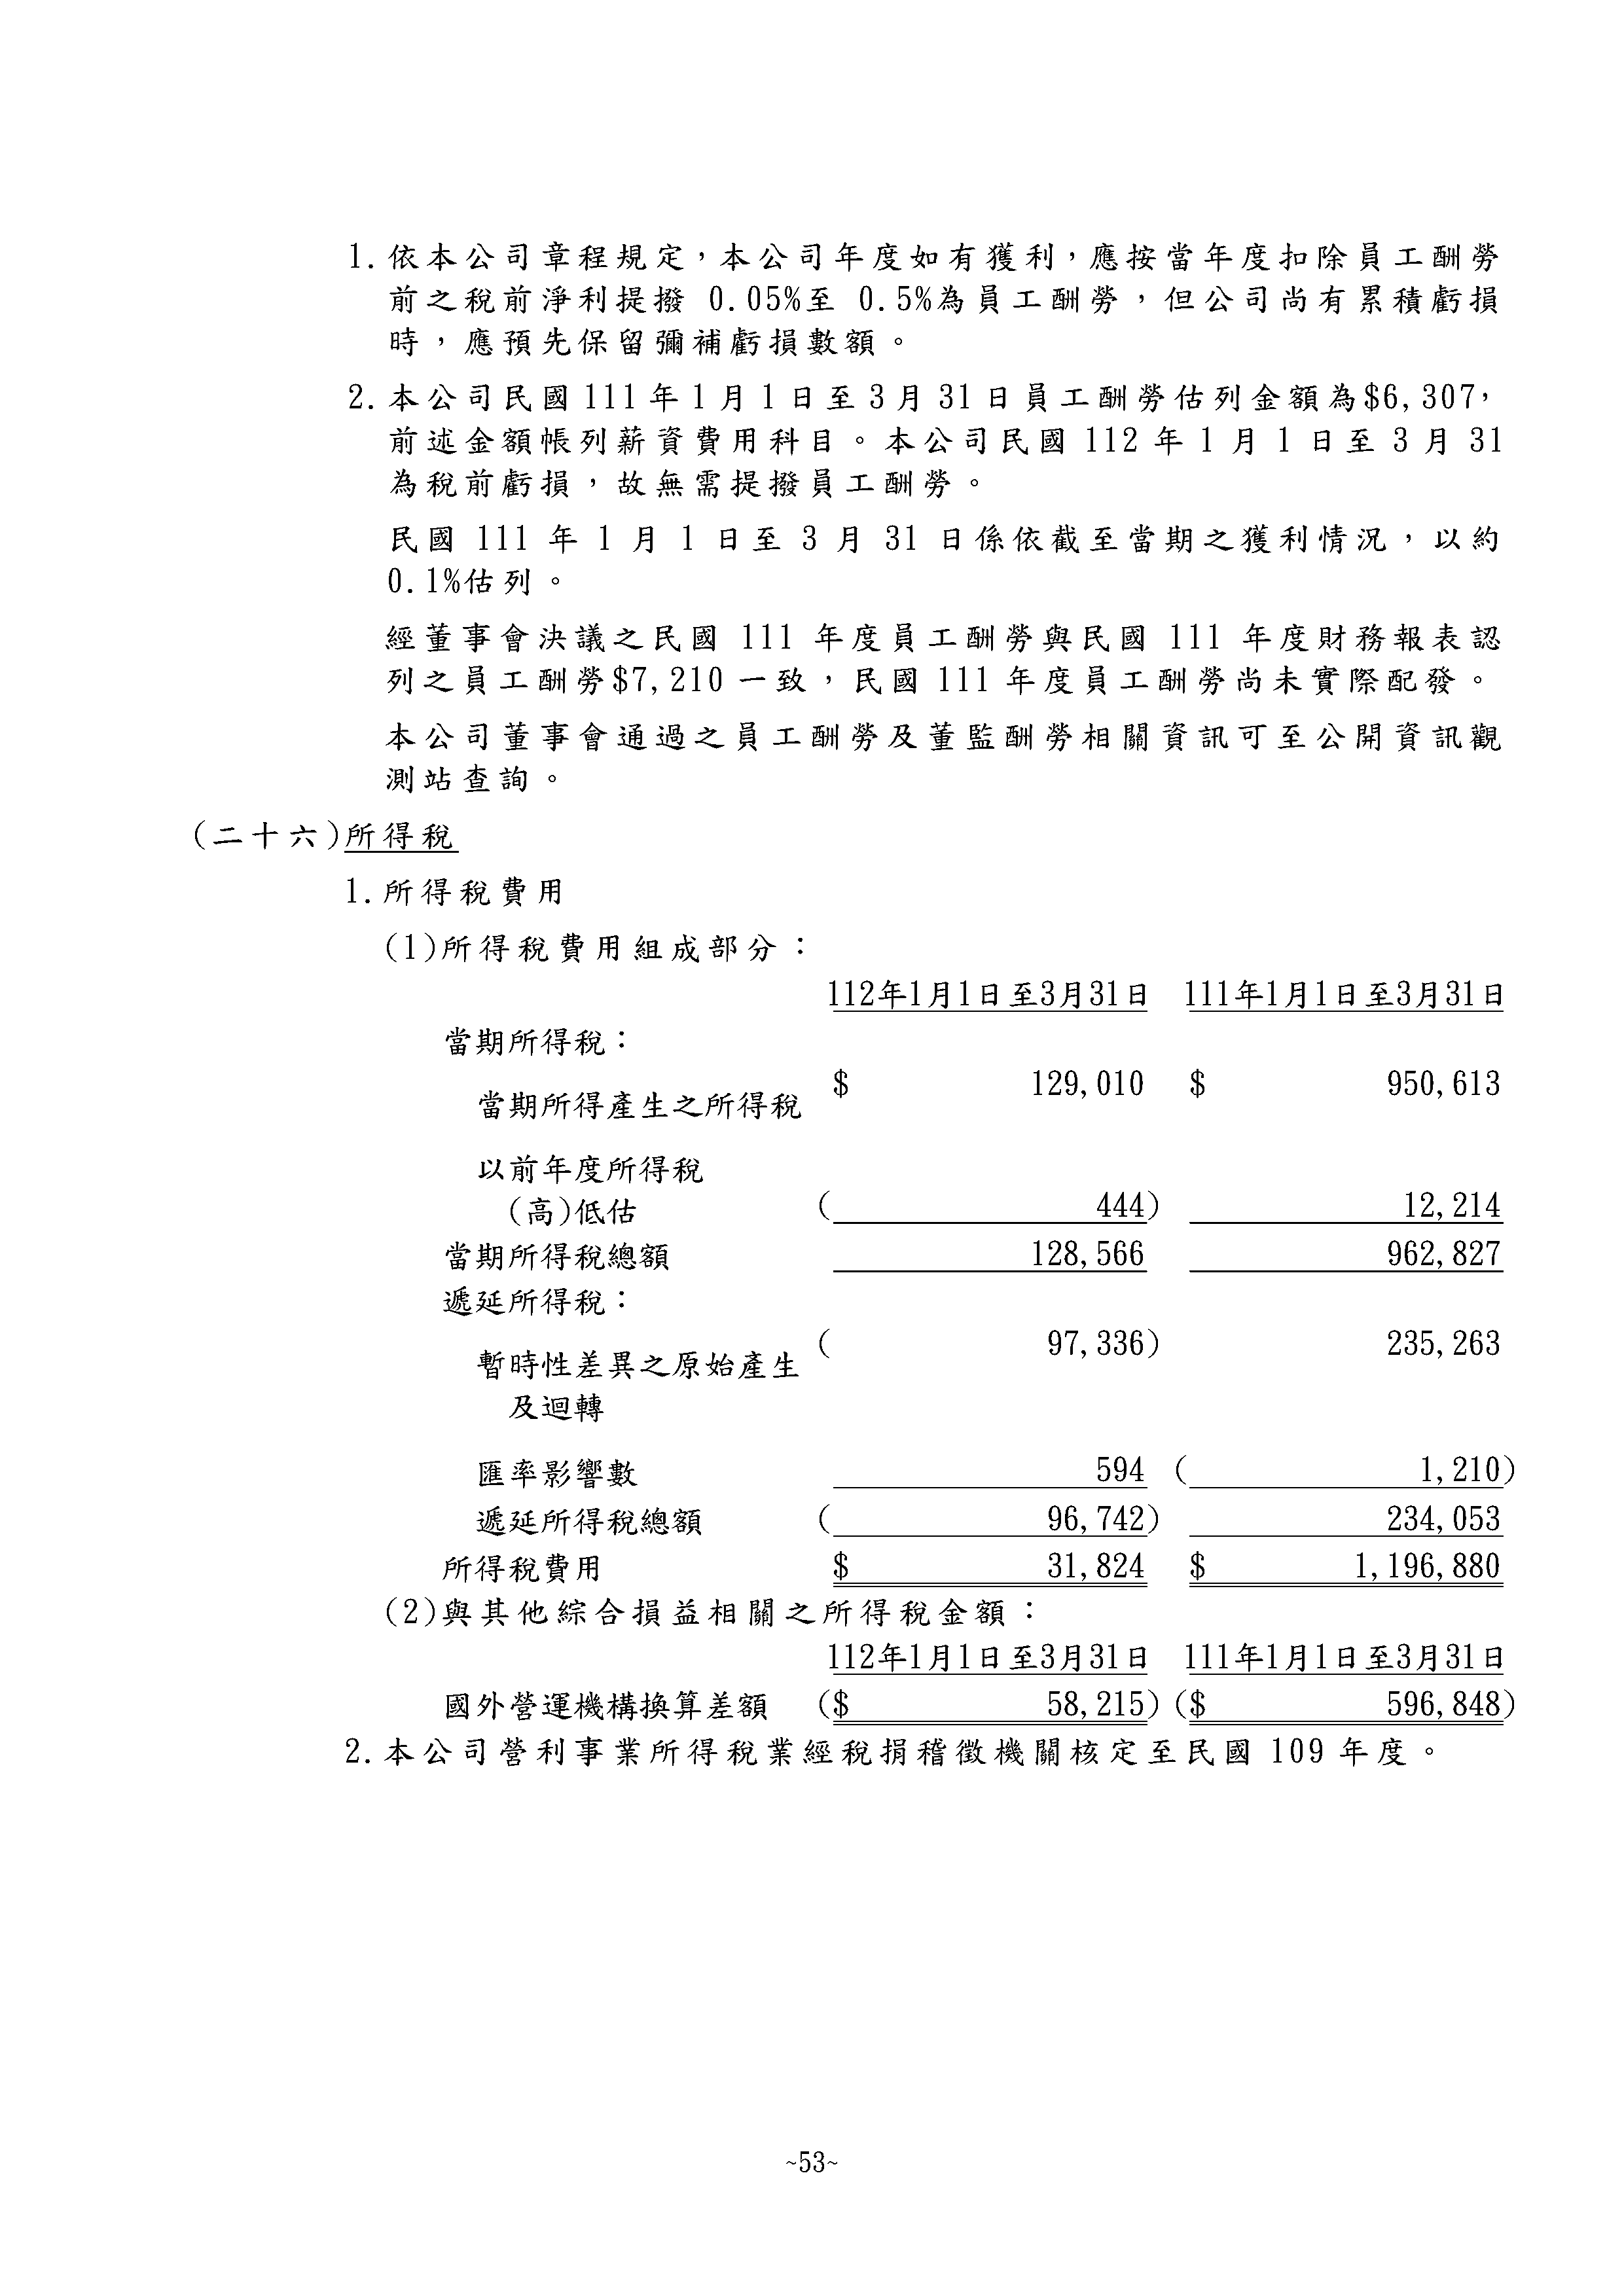 1.依本公司章程規定，本公司年度如有獲利，應按當年度扣除員工酬勞
前之稅前淨利提撥 0.05%至 0.5%為員工酬勞，但公司尚有累積虧損
時，應預先保留彌補虧損數額。
2.本公司民國 111 年 1 月 1 日至 3 月 31 日員工酬勞估列金額為$6,307，
前述金額帳列薪資費用科目。本公司民國 112 年 1 月 1 日至 3 月 31
為稅前虧損，故無需提撥員工酬勞。
民國 111 年 1 月 1 日至 3 月 31 日係依截至當期之獲利情況，以約
0.1%估列。
經董事會決議之民國 111 年度員工酬勞與民國 111 年度財務報表認
列之員工酬勞$7,210 一致，民國 111 年度員工酬勞尚未實際配發。
本公司董事會通過之員工酬勞及董監酬勞相關資訊可至公開資訊觀
測站查詢。
(二十六)所得稅
1.所得稅費用
(1)所得稅費用組成部分：
112年1月1日至3月31日 111年1月1日至3月31日
當期所得稅：
當期所得產生之所得稅 $ 129,010 $ 950,613
以前年度所得稅
(高)低估 ( 444) 12,214
當期所得稅總額 128,566 962,827
遞延所得稅：
暫時性差異之原始產生 ( 97,336) 235,263
及迴轉
匯率影響數 594 ( 1,210)
遞延所得稅總額 ( 96,742) 234,053
所得稅費用 $ 31,824 $ 1,196,880
(2)與其他綜合損益相關之所得稅金額：
112年1月1日至3月31日 111年1月1日至3月31日
國外營運機構換算差額 ($ 58,215) ($ 596,848)
2.本公司營利事業所得稅業經稅捐稽徵機關核定至民國 109 年度。
~53~